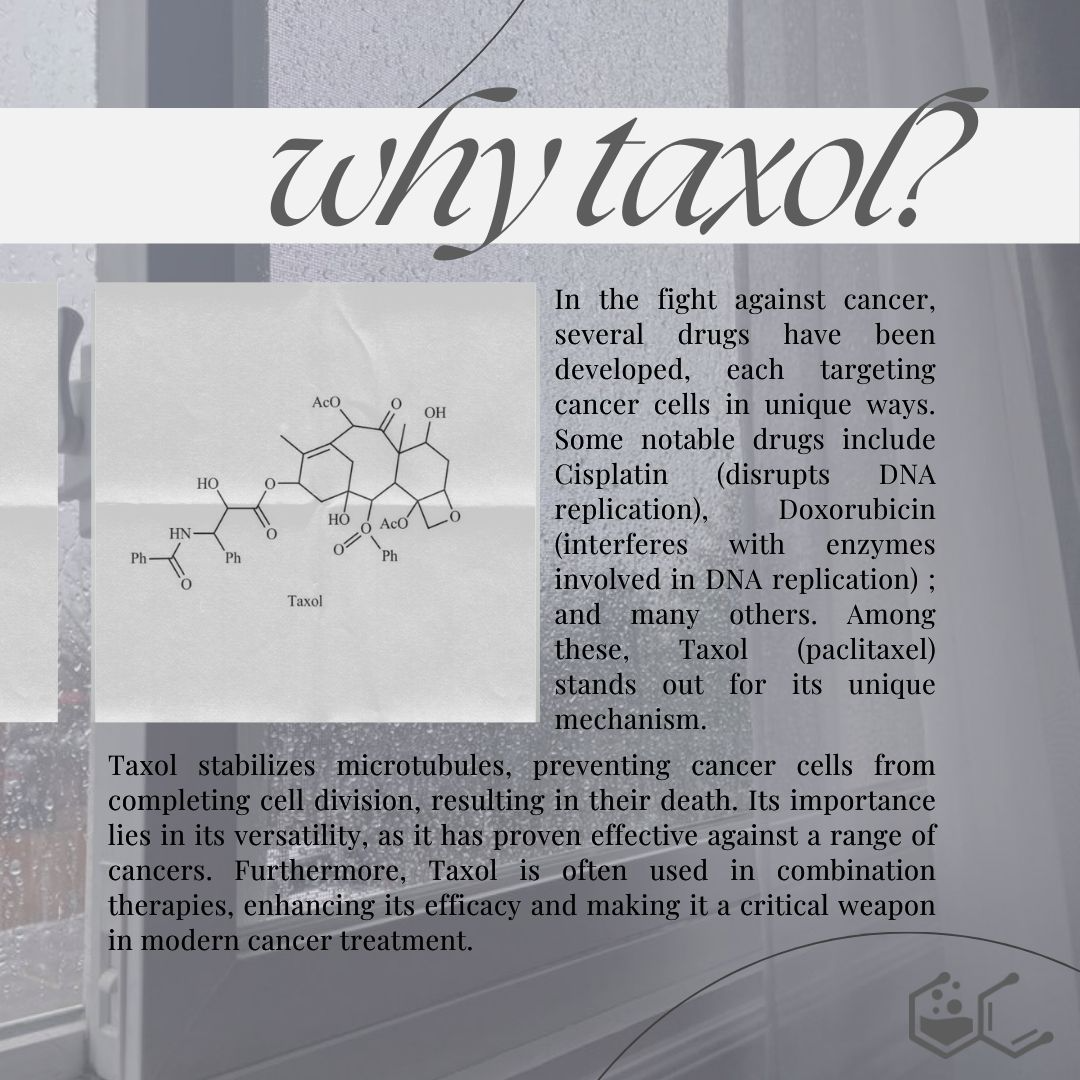 why taxol?
In the fight against cancer,
several drugs have been
developed, each targeting
cancer cells in unique ways.
Some notable drugs include
Cisplatin (disrupts DNA
replication), Doxorubicin
(interferes with enzymes
involved in DNA replication) ;
and many others. Among
these, Taxol (paclitaxel)
stands out for its unique
mechanism.
AcO
O
OH
HO
O
O
HN
Ph
Ph
O
HO
O
O
AcO
O
Ph
Taxol
Taxol stabilizes microtubules, preventing cancer cells from
completing cell division, resulting in their death. Its importance
lies in its versatility, as it has proven effective against a range of
cancers. Furthermore, Taxol is often used in combination
therapies, enhancing its efficacy and making it a critical weapon
in modern cancer treatment.